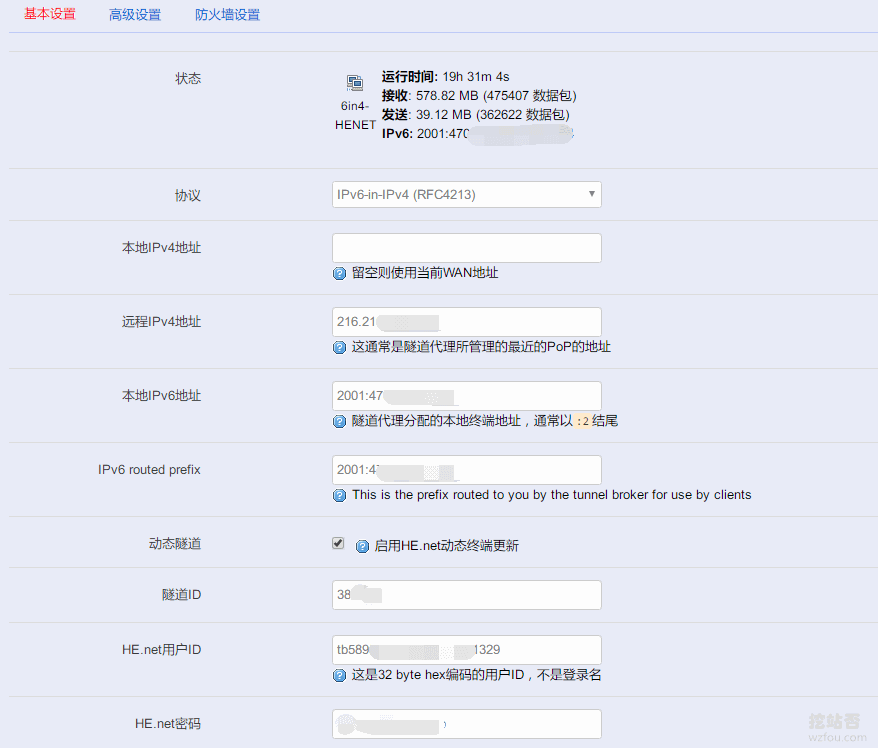 基本设置 高级设置 防火墙设置
状态
6in4-HENET
运行时间: 19h 31m 4s
接收: 578.82 MB (475407 数据包)
发送: 39.12 MB (362622 数据包)
IPv6: 2001:470
协议 IPv6-in-IPv4 (RFC4213)
本地IPv4地址
留空则使用当前WAN地址
远程IPv4地址 216.21
这通常是隧道代理所管理的最近的PoP的地址
本地IPv6地址 2001:47
隧道代理分配的本地终端地址，通常以 :2 结尾
IPv6 routed prefix 2001:47
This is the prefix routed to you by the tunnel broker for use by clients
动态隧道 启用HE.net动态终端更新
隧道ID 38
HE.net用户ID tb589 1329
这是32 byte hex编码的用户ID，不是登录名
HE.net密码
挖站否
wzfou.com